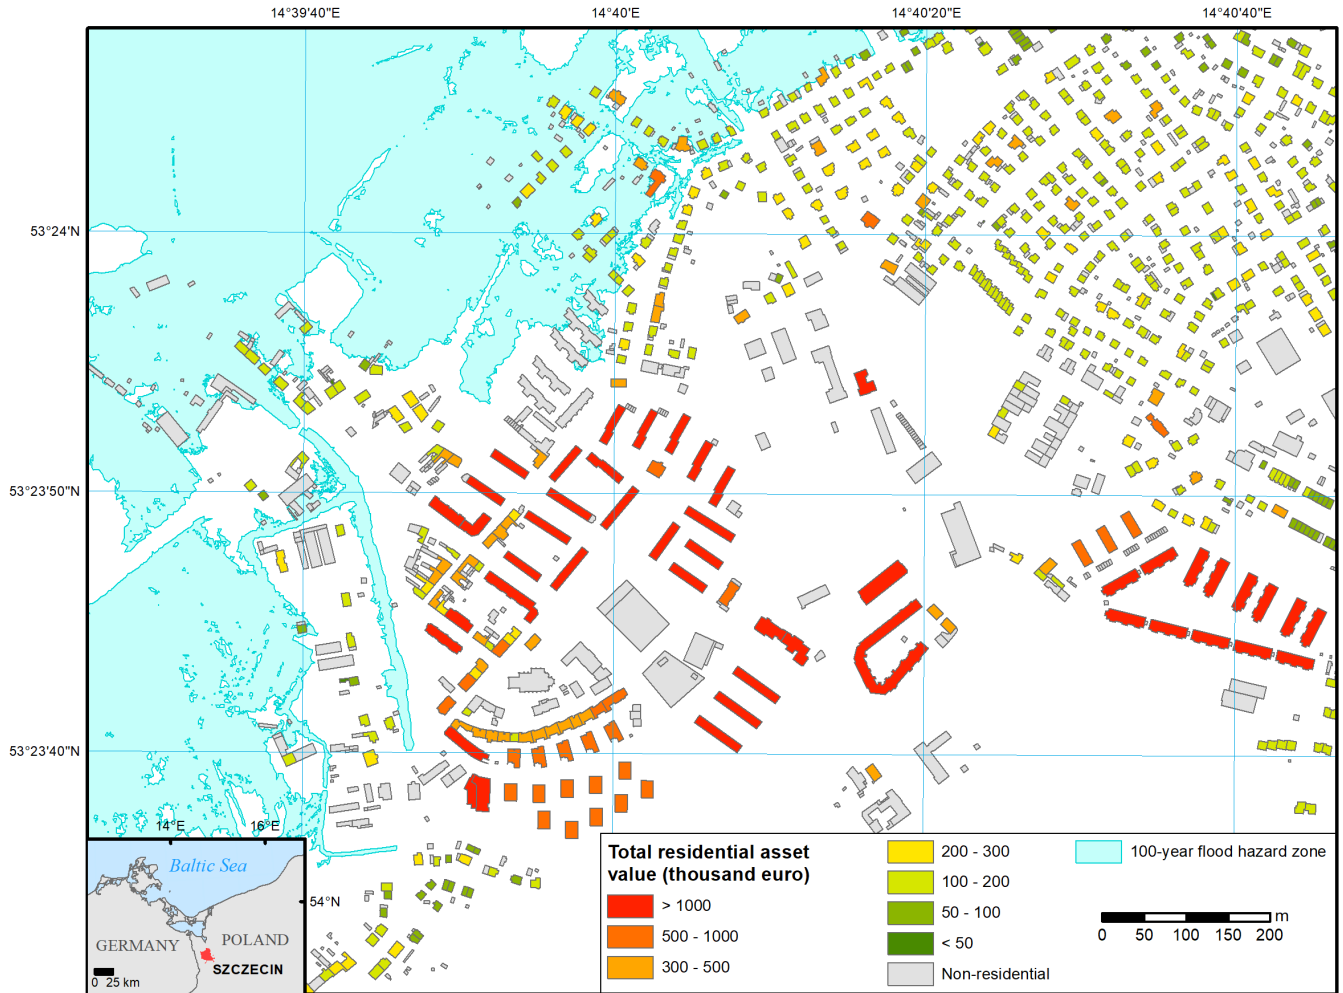 14°39'40"E 14°40'E 14°40'20"E 14°40'40"E
53°24'N
53°23'50"N
53°23'40"N
14°E 16°E
Baltic Sea
54°N
GERMANY POLAND
SZCZECIN
0 25 km
Total residential asset
value (thousand euro)
> 1000
500 - 1000
300 - 500
200 - 300
100 - 200
50 - 100
< 50
Non-residential
100-year flood hazard zone
m
0 50 100 150 200